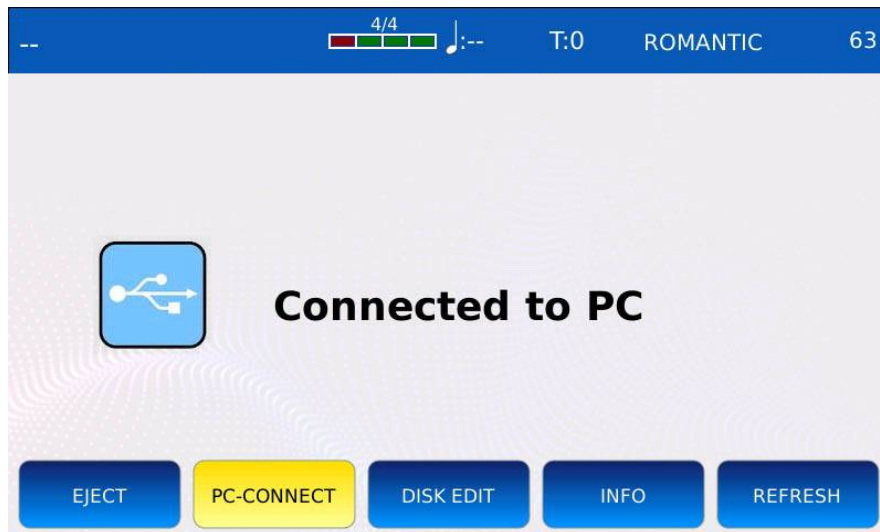 -- 4/4 :-- T:0 ROMANTIC 63
Connected to PC
EJECT PC-CONNECT DISK EDIT INFO REFRESH